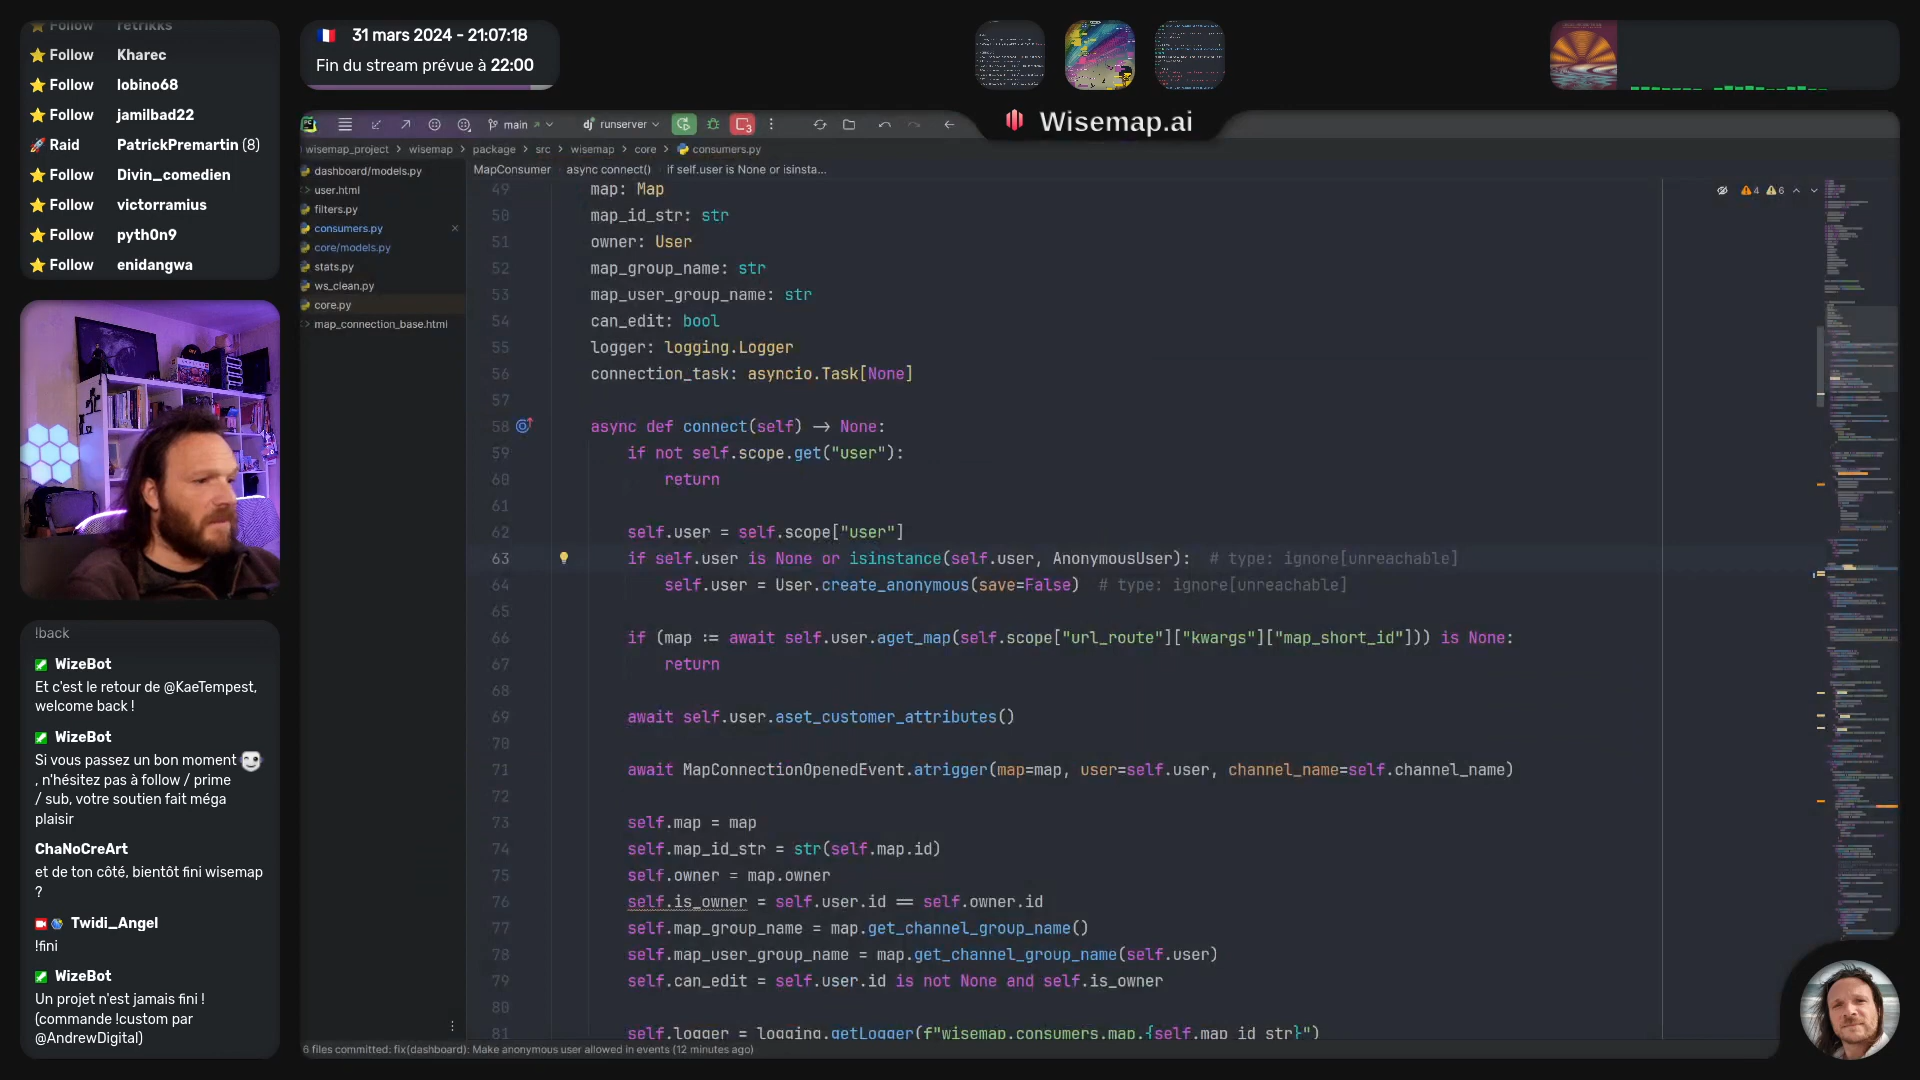 Follow retrikks
Follow Kharec
Follow lobino68
Follow jamilbad22
Raid PatrickPremartin (8)
Follow Divin_comedien
Follow victorramius
Follow pyth0n9
Follow enidangwa
31 mars 2024 - 21:07:18
Fin du stream prévue à 22:00
Wisemap.ai
main
dj runserver
3
wisemap_project > wisemap > package > src > wisemap > core > consumers.py
MapConsumer async connect() if self.user is None or isinsta...
dashboard/models.py
user.html
filters.py
consumers.py
core/models.py
stats.py
ws_clean.py
core.py
map_connection_base.html
4 6
49 map: Map
50 map_id_str: str
51 owner: User
52 map_group_name: str
53 map_user_group_name: str
54 can_edit: bool
55 logger: logging.Logger
56 connection_task: asyncio.Task[None]
57
58 async def connect(self) -> None:
59 if not self.scope.get("user"):
60 return
61
62 self.user = self.scope["user"]
63 if self.user is None or isinstance(self.user, AnonymousUser): # type: ignore[unreachable]
64 self.user = User.create_anonymous(save=False) # type: ignore[unreachable]
65
66 if (map := await self.user.aget_map(self.scope["url_route"]["kwargs"]["map_short_id"])) is None:
67 return
68
69 await self.user.aset_customer_attributes()
70
71 await MapConnectionOpenedEvent.atrigger(map=map, user=self.user, channel_name=self.channel_name)
72
73 self.map = map
74 self.map_id_str = str(self.map.id)
75 self.owner = map.owner
76 self.is_owner = self.user.id == self.owner.id
77 self.map_group_name = map.get_channel_group_name()
78 self.map_user_group_name = map.get_channel_group_name(self.user)
79 self.can_edit = self.user.id is not None and self.is_owner
80
81 self.logger = logging.getLogger(f"wisemap.consumers.map.{self.map_id_str}")
6 files committed: fix(dashboard): Make anonymous user allowed in events (12 minutes ago)
!back
WizeBot
Et c'est le retour de @KaeTempest,
welcome back !
WizeBot
Si vous passez un bon moment
, n'hésitez pas à follow / prime
/ sub, votre soutien fait méga
plaisir
ChaNoCreArt
et de ton côté, bientôt fini wisemap
?
Twidi_Angel
!fini
WizeBot
Un projet n'est jamais fini !
(commande !custom par
@AndrewDigital)